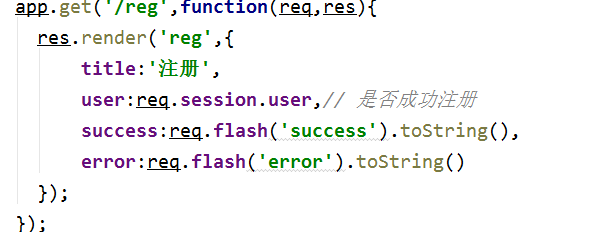 app.get('/reg',function(req,res){
res.render('reg',{
title:'注册',
user:req.session.user,// 是否成功注册
success:req.flash('success').toString(),
error:req.flash('error').toString()
});
});